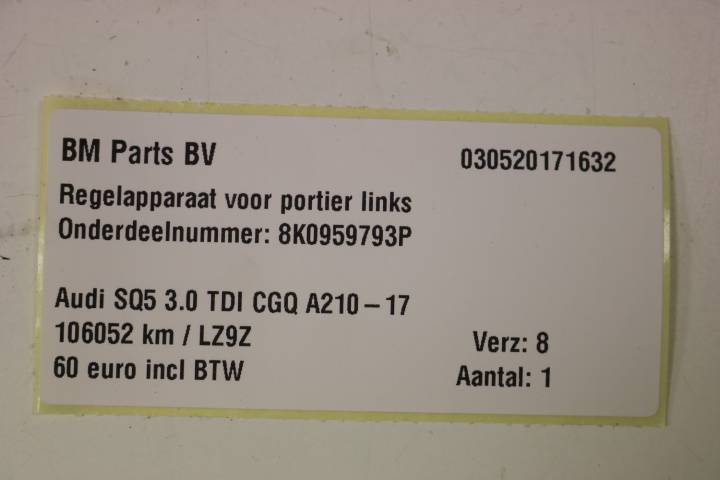 BM Parts BV 030520171632
Regelapparaat voor portier links
Onderdeelnummer: 8K0959793P
Audi SQ5 3.0 TDI CGQ A210-17
106052 km / LZ9Z Verz: 8
60 euro incl BTW Aantal: 1